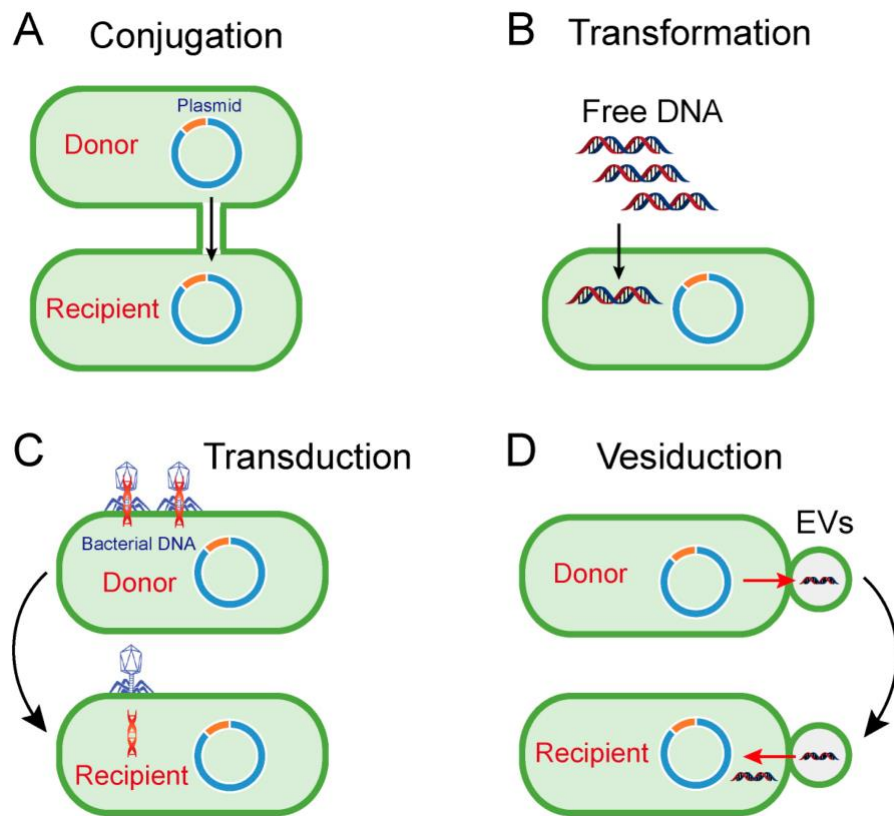 A Conjugation
Plasmid
Donor
Recipient
B Transformation
Free DNA
C Transduction
Bacterial DNA
Donor
Recipient
D Vesiduction
EVs
Donor
Recipient